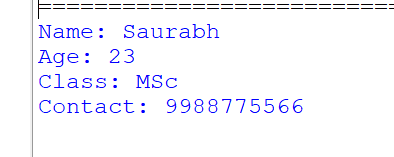 ============================
Name: Saurabh
Age: 23
Class: MSc
Contact: 9988775566